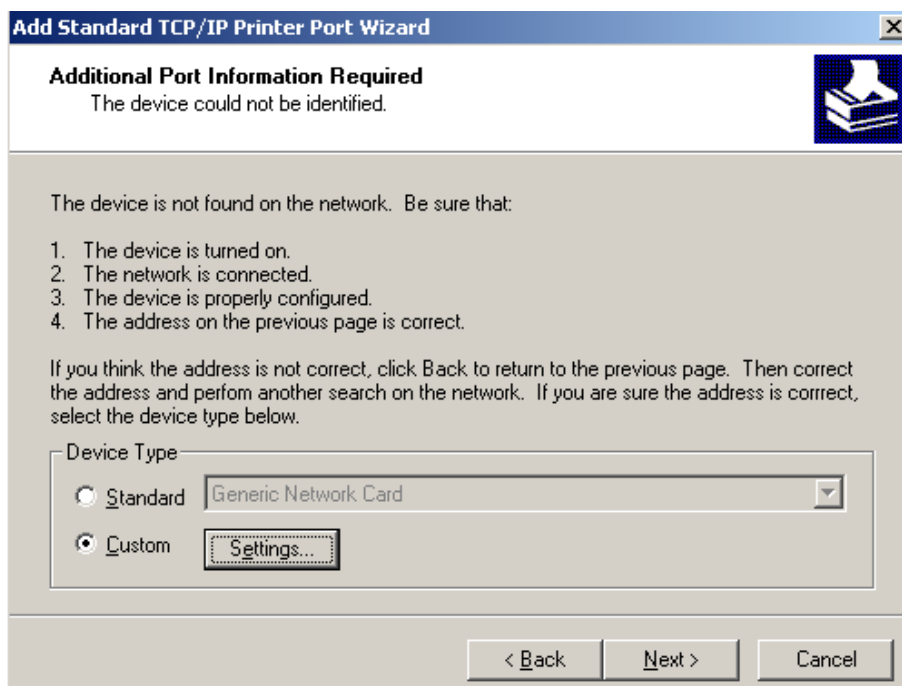 Add Standard TCP/IP Printer Port Wizard
Additional Port Information Required
The device could not be identified.
The device is not found on the network. Be sure that:
1. The device is turned on.
2. The network is connected.
3. The device is properly configured.
4. The address on the previous page is correct.
If you think the address is not correct, click Back to return to the previous page. Then correct
the address and perfom another search on the network. If you are sure the address is corrrect,
select the device type below.
Device Type
Standard Generic Network Card
Custom Settings...
< Back Next > Cancel